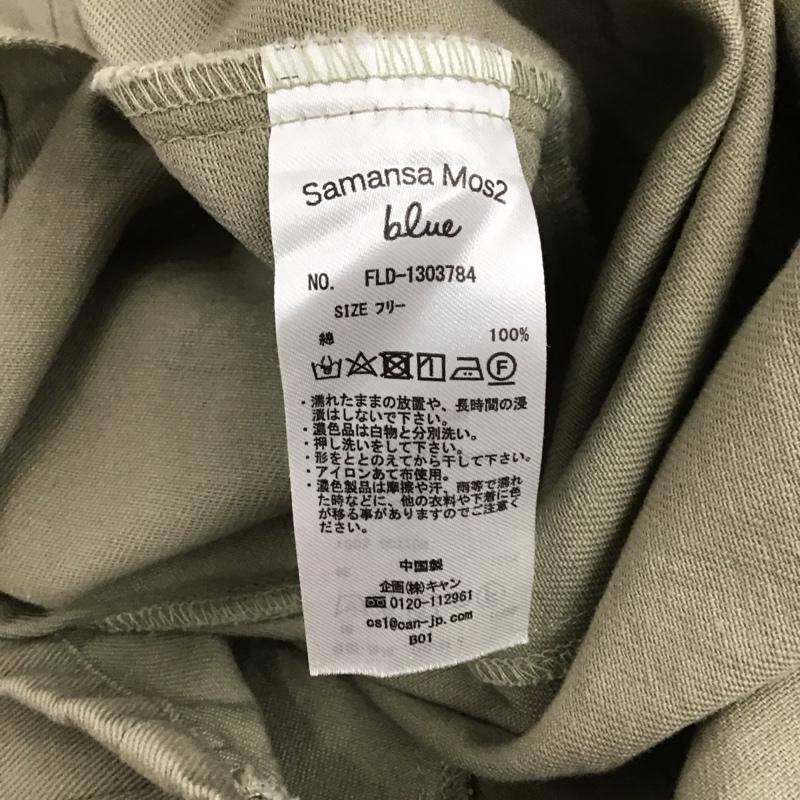 Samansa Mos2
blue
NO. FLD-1303784
SIZE フリー
綿 100%
F
・濡れたままの放置や、長時間の浸
漬はしないで下さい。
・濃色品は白物と分別洗い。
・押し洗いをして下さい。
・形をととのえてから干して下さい。
・アイロンあて布使用。
・濃色製品は摩擦や汗、雨等で濡れ
た時などに、他の衣料や下着に色
が移る事がありますのでご注意く
ださい。
中国製
企画(株)キャン
0120-112961
os1@can-jp.com
B01